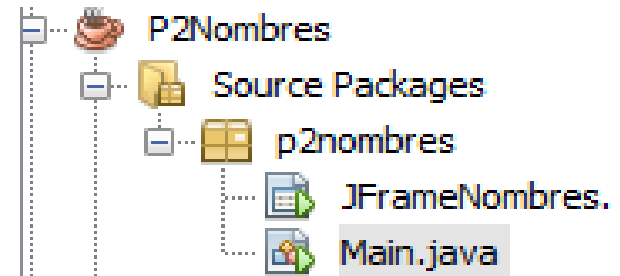 P2Nombres
Source Packages
p2nombres
JFrameNombres.
Main.java